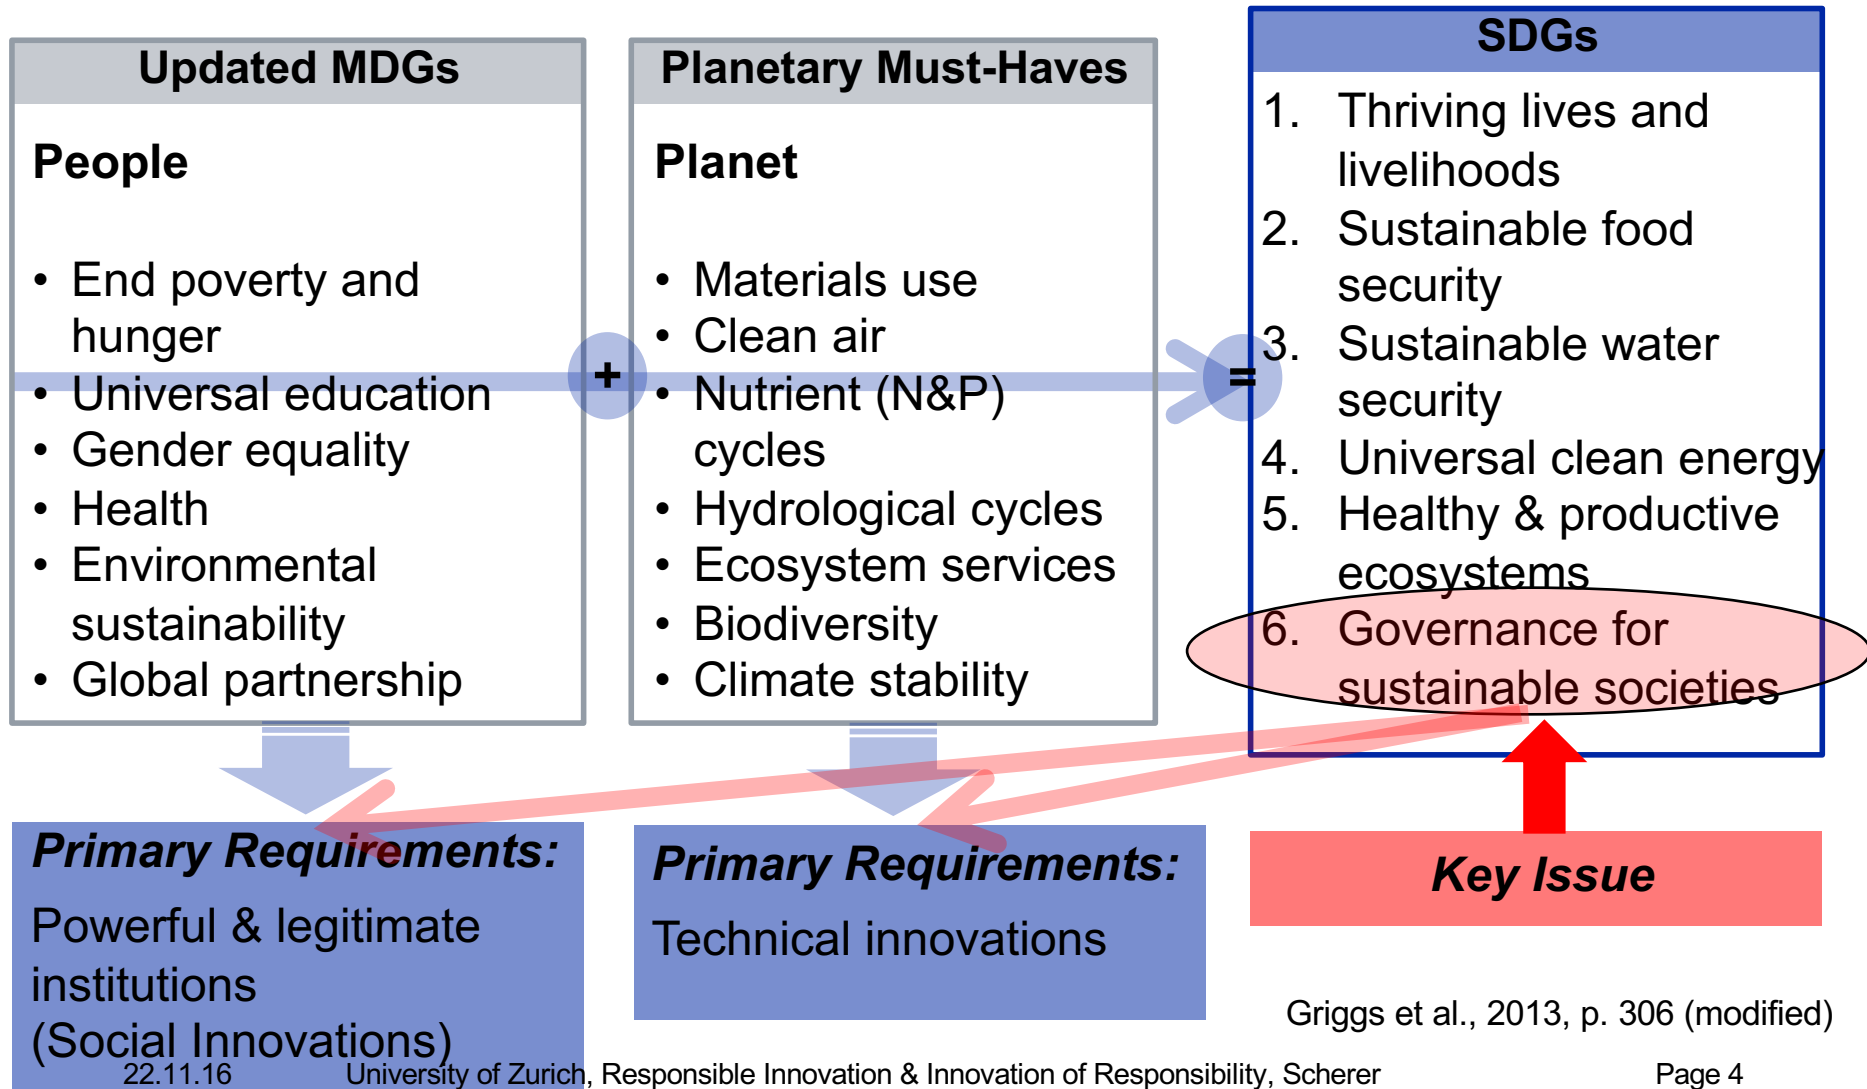 Updated MDGs
People
• End poverty and
hunger
• Universal education
• Gender equality
• Health
• Environmental
sustainability
• Global partnership
+
Planetary Must-Haves
Planet
• Materials use
• Clean air
• Nutrient (N&P)
cycles
• Hydrological cycles
• Ecosystem services
• Biodiversity
• Climate stability
=
SDGs
1. Thriving lives and
livelihoods
2. Sustainable food
security
3. Sustainable water
security
4. Universal clean energy
5. Healthy & productive
ecosystems
6. Governance for
sustainable societies
Primary Requirements:
Powerful & legitimate
institutions
(Social Innovations)
Primary Requirements:
Technical innovations
Key Issue
Griggs et al., 2013, p. 306 (modified)
22.11.16 University of Zurich, Responsible Innovation & Innovation of Responsibility, Scherer Page 4